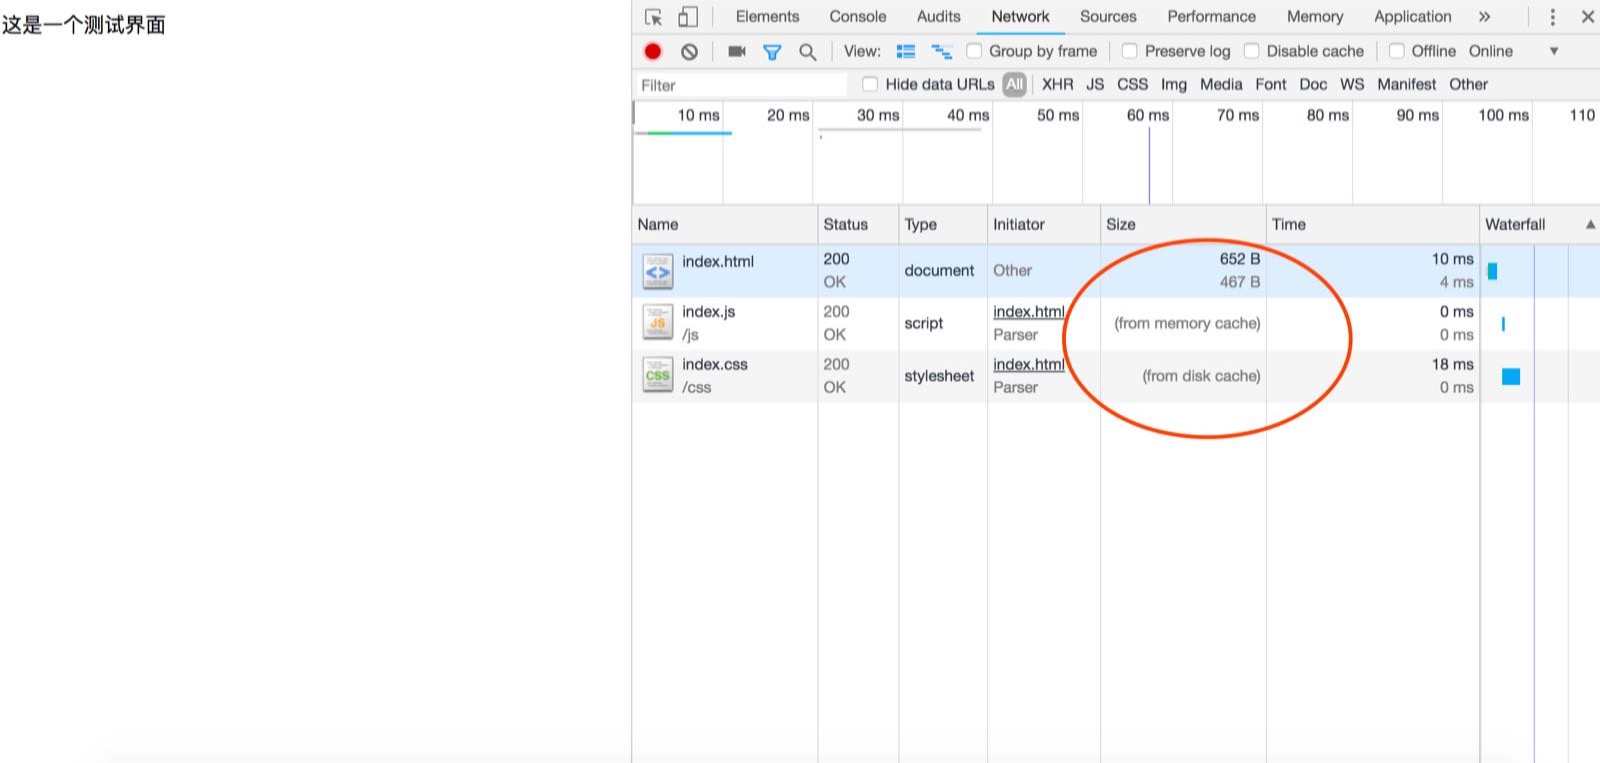 这是一个测试界面
Elements Console Audits Network Sources Performance Memory Application »
View: Group by frame Preserve log Disable cache Offline Online ▼
Filter Hide data URLs All XHR JS CSS Img Media Font Doc WS Manifest Other
10 ms 20 ms 30 ms 40 ms 50 ms 60 ms 70 ms 80 ms 90 ms 100 ms 110
Name Status Type Initiator Size Time Waterfall ▲
index.html 200 OK document Other 652 B 467 B 10 ms 4 ms
index.js /js 200 OK script index.html Parser (from memory cache) 0 ms 0 ms
index.css /css 200 OK stylesheet index.html Parser (from disk cache) 18 ms 0 ms